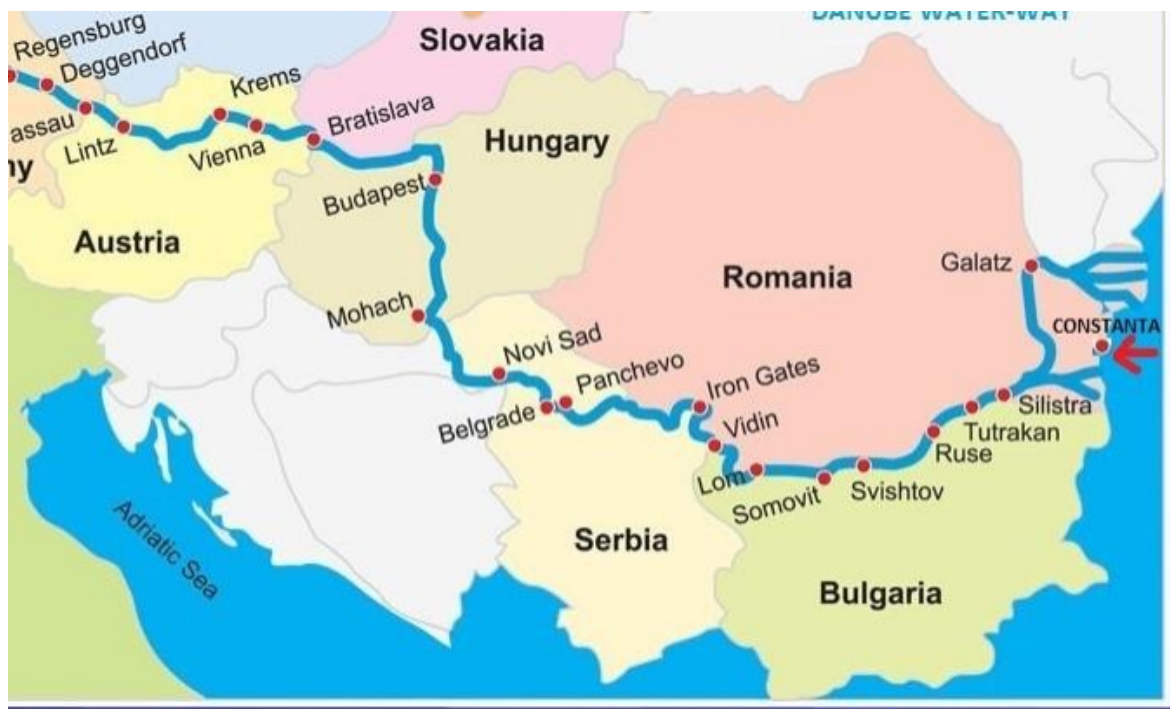 DANUBE WATER-WAY
Regensburg
Deggendorf
assau
Lintz
Krems
Vienna
Slovakia
Bratislava
ny
Austria
Hungary
Budapest
Mohach
Romania
Galatz
CONSTANTA
Novi Sad
Panchevo
Belgrade
Iron Gates
Vidin
Lom
Somovit
Svishtov
Ruse
Tutrakan
Silistra
Adriatic Sea
Serbia
Bulgaria